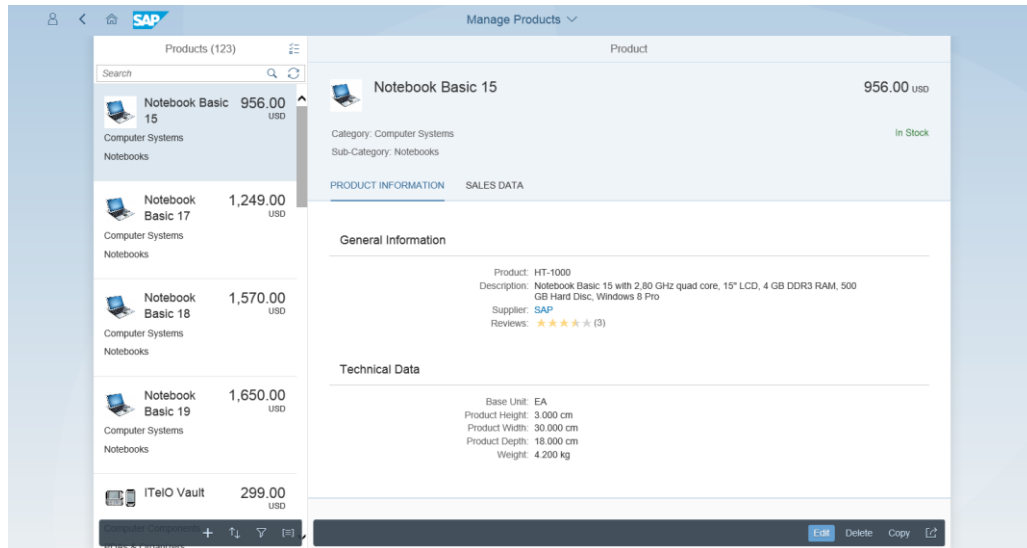 SAP
Manage Products
Products (123)
Search
Notebook Basic 15
956.00
USD
Computer Systems
Notebooks
Notebook Basic 17
1,249.00
USD
Computer Systems
Notebooks
Notebook Basic 18
1,570.00
USD
Computer Systems
Notebooks
Notebook Basic 19
1,650.00
USD
Computer Systems
Notebooks
ITelO Vault
299.00
USD
Computer Components
Product
Notebook Basic 15
956.00 USD
Category: Computer Systems
In Stock
Sub-Category: Notebooks
PRODUCT INFORMATION SALES DATA
General Information
Product: HT-1000
Description: Notebook Basic 15 with 2,80 GHz quad core, 15" LCD, 4 GB DDR3 RAM, 500
GB Hard Disc, Windows 8 Pro
Supplier: SAP
Reviews: (3)
Technical Data
Base Unit: EA
Product Height: 3.000 cm
Product Width: 30.000 cm
Product Depth: 18.000 cm
Weight: 4.200 kg
Edit Delete Copy